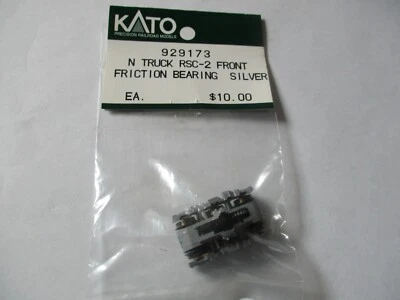 KATO
PRECISION RAILROAD MODELS
929173
N TRUCK RSC-2 FRONT
FRICTION BEARING SILVER
EA. $10.00